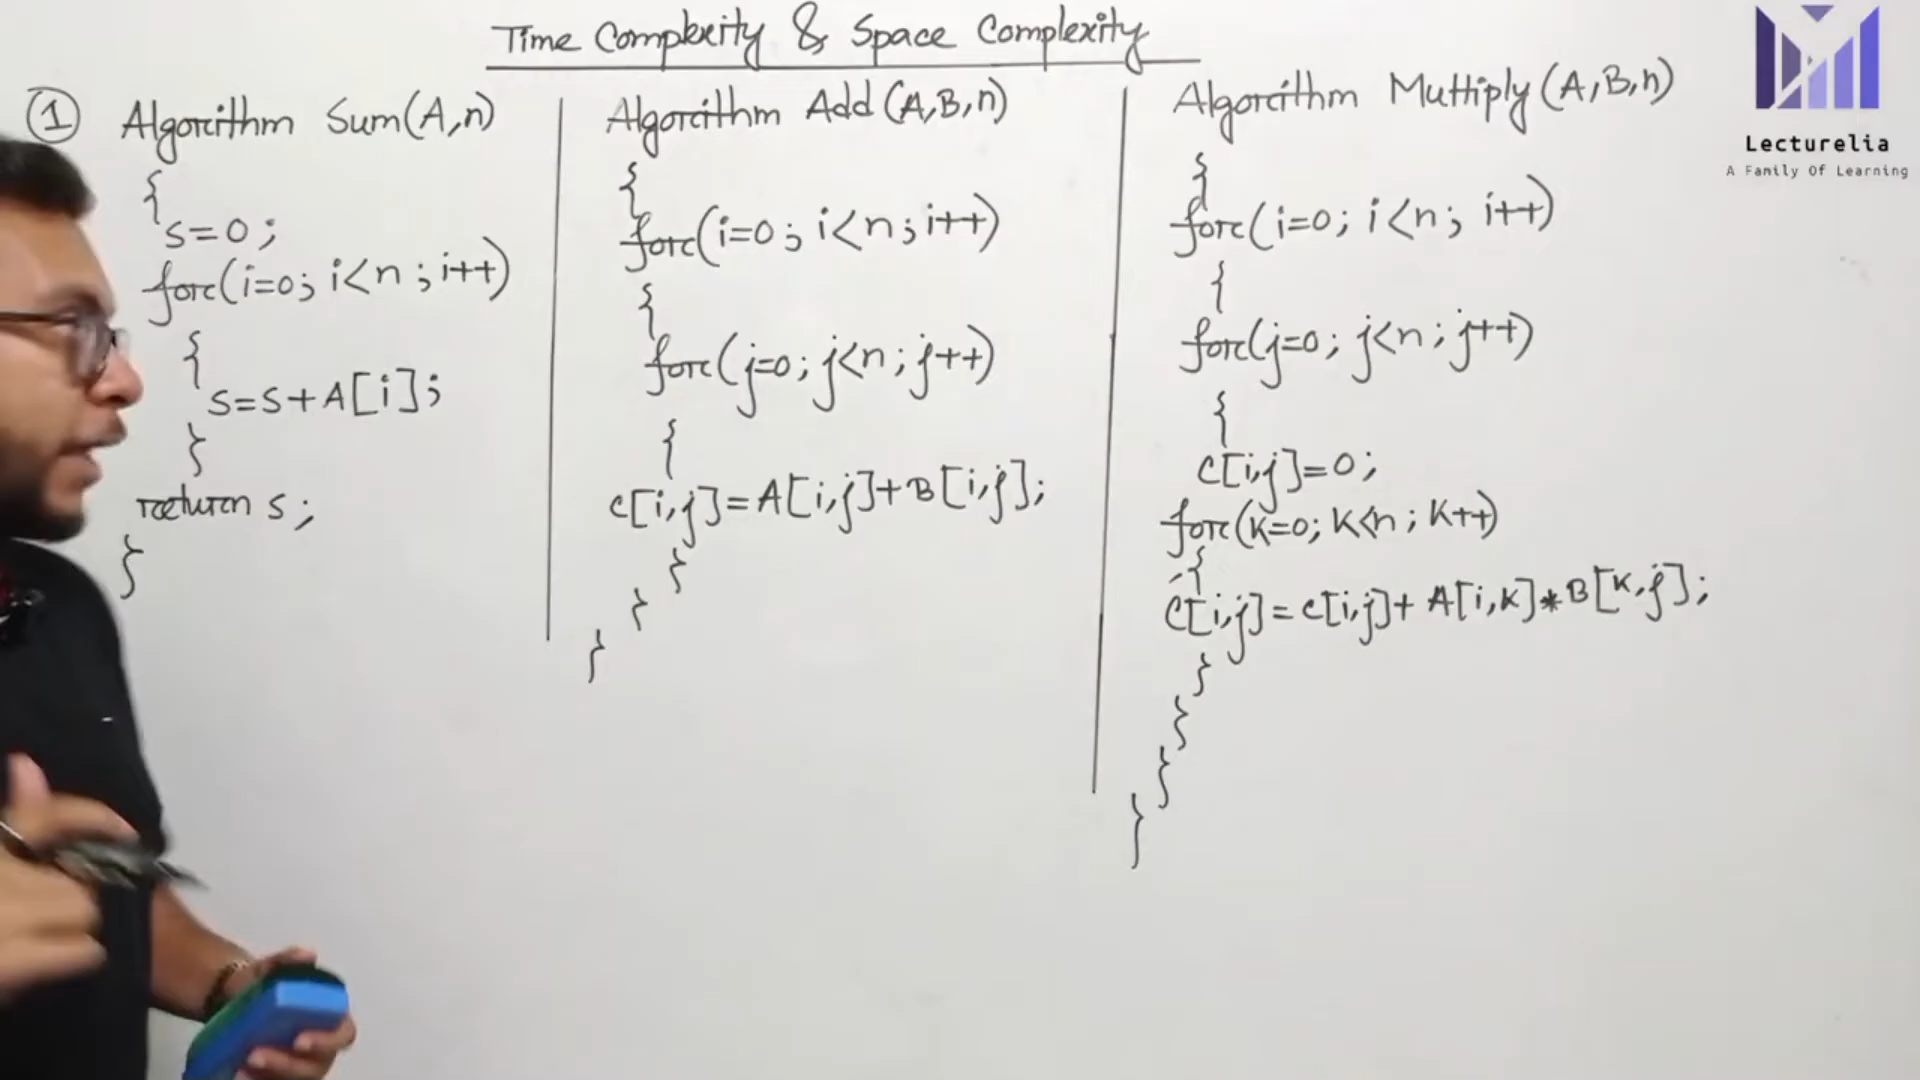 Time Complexity & Space Complexity
① Algorithm Sum(A,n)
{
s=0;
for(i=0; i<n; i++)
{
s=s+A[i];
}
return s;
}
Algorithm Add(A,B,n)
{
for(i=0; i<n; i++)
{
for(j=0; j<n; j++)
{
c[i,j]=A[i,j]+B[i,j];
}
}
}
Algorithm Multiply(A,B,n)
{
for(i=0; i<n; i++)
{
for(j=0; j<n; j++)
{
C[i,j]=0;
for(K=0; K<n; K++)
{
C[i,j]=C[i,j]+A[i,K]*B[K,j];
}
}
}
}
Lecturelia
A Family Of Learning